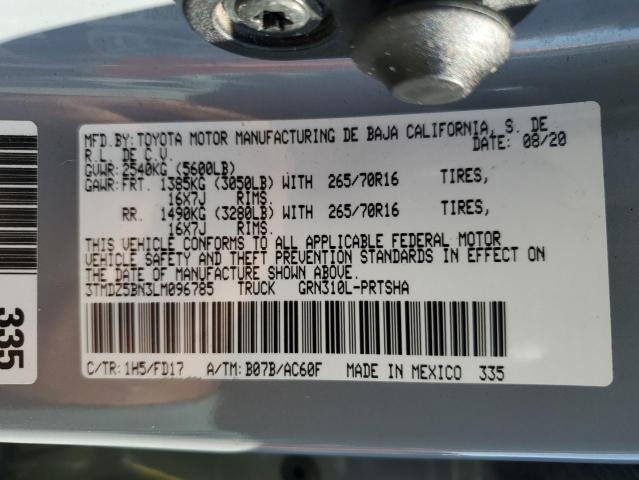 MFD.BY: TOYOTA MOTOR MANUFACTURING DE BAJA CALIFORNIA, S. DE
R.L. DE C.V. DATE: 08/20
GVWR: 2540KG (5600LB)
GAWR: FRT. 1385KG (3050LB) WITH 265/70R16 TIRES,
16X7J RIMS.
RR. 1490KG (3280LB) WITH 265/70R16 TIRES,
16X7J RIMS.
THIS VEHICLE CONFORMS TO ALL APPLICABLE FEDERAL MOTOR
VEHICLE SAFETY AND THEFT PREVENTION STANDARDS IN EFFECT ON
THE DATE OF MANUFACTURE SHOWN ABOVE.
3TMDZ5BN3LM096785 TRUCK GRN310L-PRTSHA
C/TR: 1H5/FD17 A/TM: B07B/AC60F MADE IN MEXICO 335
335